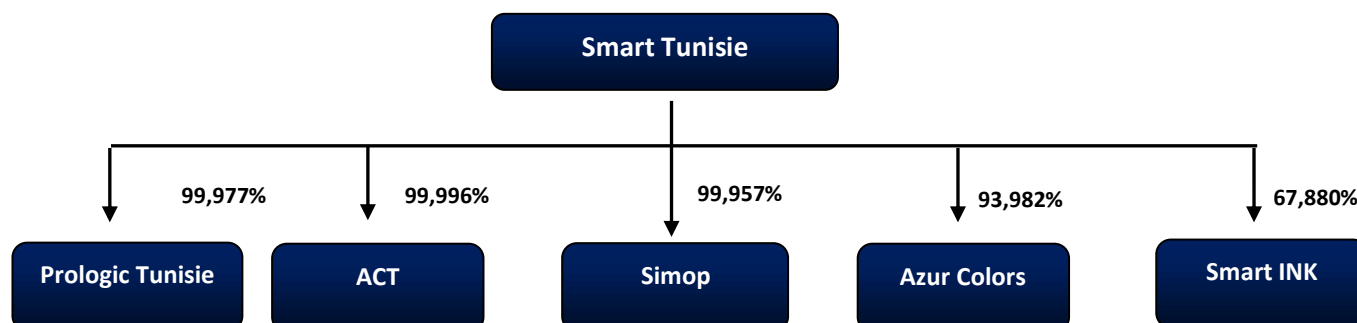 Smart Tunisie
99,977%
99,996%
99,957%
93,982%
67,880%
Prologic Tunisie
ACT
Simop
Azur Colors
Smart INK